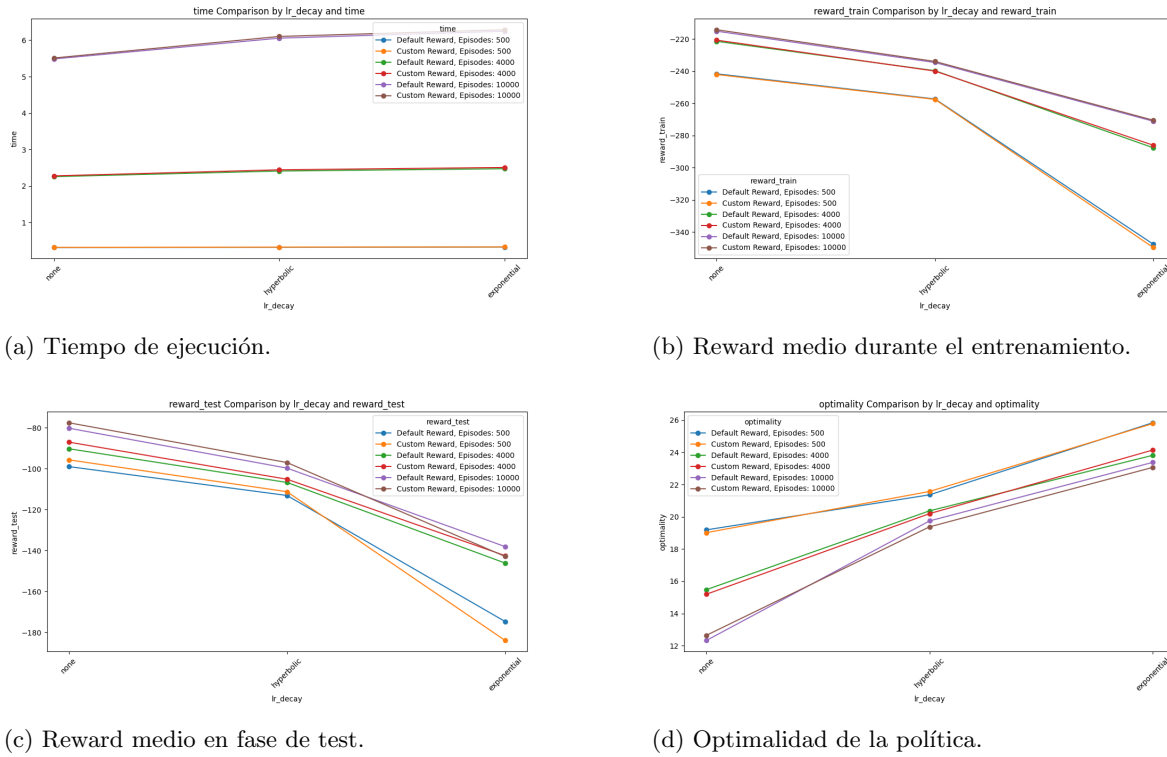 time Comparison by lr_decay and time
time
Default Reward, Episodes: 500
Custom Reward, Episodes: 500
Default Reward, Episodes: 4000
Custom Reward, Episodes: 4000
Default Reward, Episodes: 10000
Custom Reward, Episodes: 10000
6
5
4
3
2
1
time
none
hyperbolic
exponential
lr_decay
(a) Tiempo de ejecución.
reward_train Comparison by lr_decay and reward_train
−220
−240
−260
−280
−300
−320
−340
reward_train
reward_train
Default Reward, Episodes: 500
Custom Reward, Episodes: 500
Default Reward, Episodes: 4000
Custom Reward, Episodes: 4000
Default Reward, Episodes: 10000
Custom Reward, Episodes: 10000
none
hyperbolic
exponential
lr_decay
(b) Reward medio durante el entrenamiento.
reward_test Comparison by lr_decay and reward_test
reward_test
Default Reward, Episodes: 500
Custom Reward, Episodes: 500
Default Reward, Episodes: 4000
Custom Reward, Episodes: 4000
Default Reward, Episodes: 10000
Custom Reward, Episodes: 10000
−80
−100
−120
−140
−160
−180
reward_test
none
hyperbolic
exponential
lr_decay
(c) Reward medio en fase de test.
optimality Comparison by lr_decay and optimality
optimality
Default Reward, Episodes: 500
Custom Reward, Episodes: 500
Default Reward, Episodes: 4000
Custom Reward, Episodes: 4000
Default Reward, Episodes: 10000
Custom Reward, Episodes: 10000
26
24
22
20
18
16
14
12
optimality
none
hyperbolic
exponential
lr_decay
(d) Optimalidad de la política.